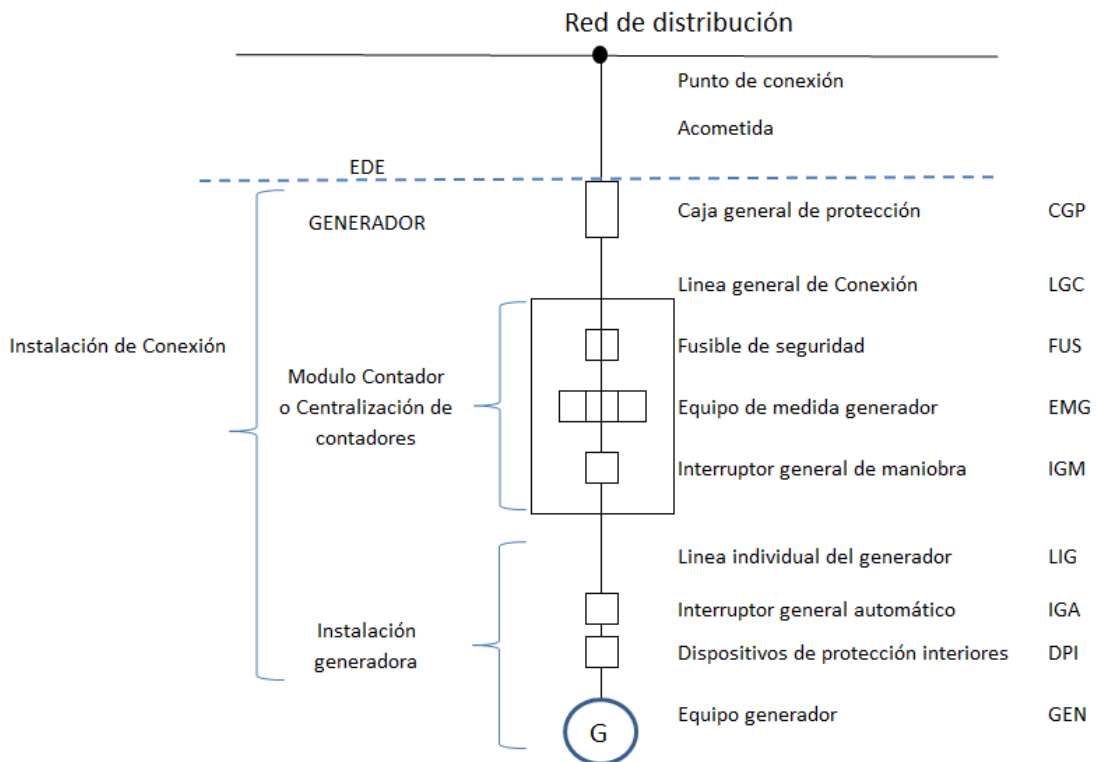 Red de distribución
Punto de conexión
Acometida
EDE
GENERADOR
Caja general de protección CGP
Linea general de Conexión LGC
Instalación de Conexión
Fusible de seguridad FUS
Modulo Contador
o Centralización de
contadores
Equipo de medida generador EMG
Interruptor general de maniobra IGM
Linea individual del generador LIG
Interruptor general automático IGA
Instalación
generadora
Dispositivos de protección interiores DPI
Equipo generador GEN
G